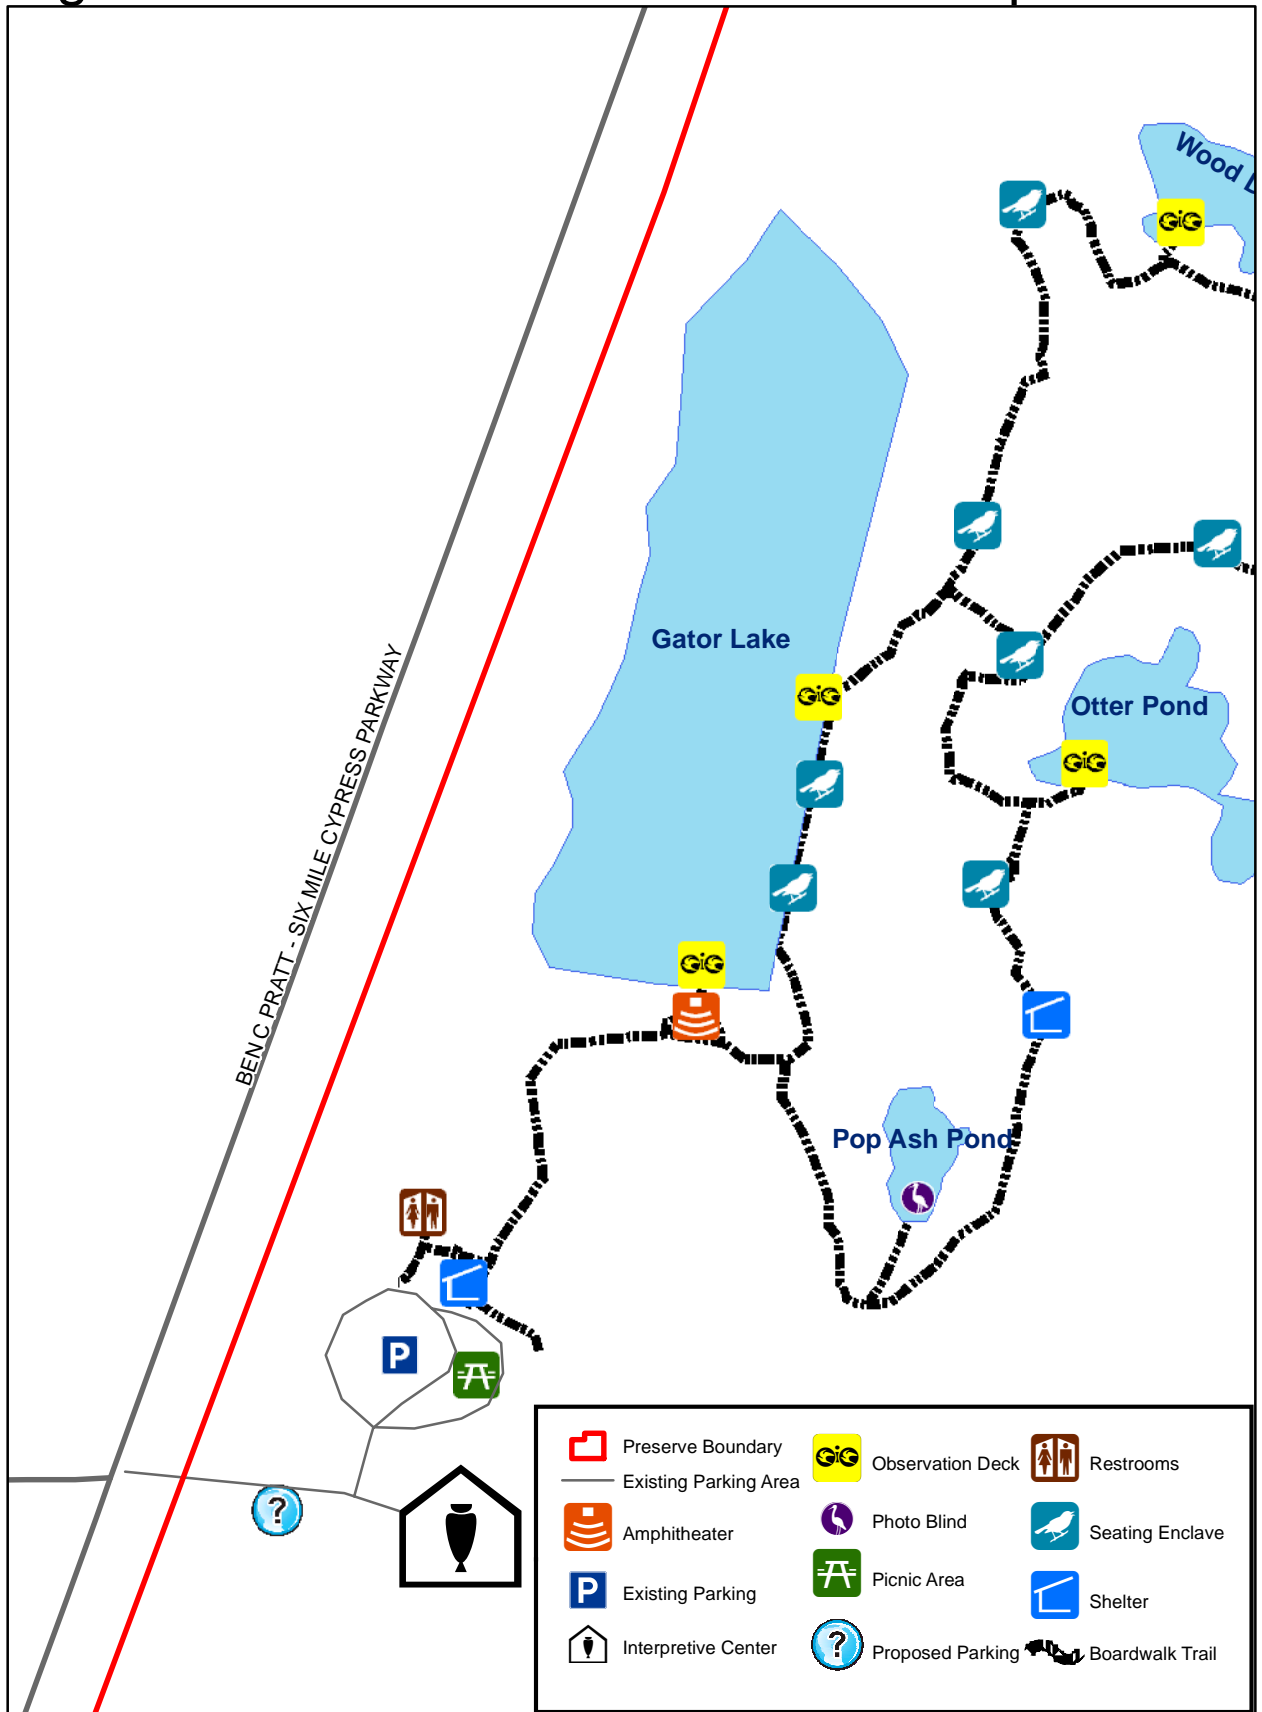 Wood
Gator Lake
Otter Pond
BEN C PRATT - SIX MILE CYPRESS PARKWAY
Pop Ash Pond
P
?
Preserve Boundary
Existing Parking Area
Amphitheater
P
Existing Parking
Interpretive Center
Observation Deck
Photo Blind
Picnic Area
?
Proposed Parking
Restrooms
Seating Enclave
Shelter
Boardwalk Trail